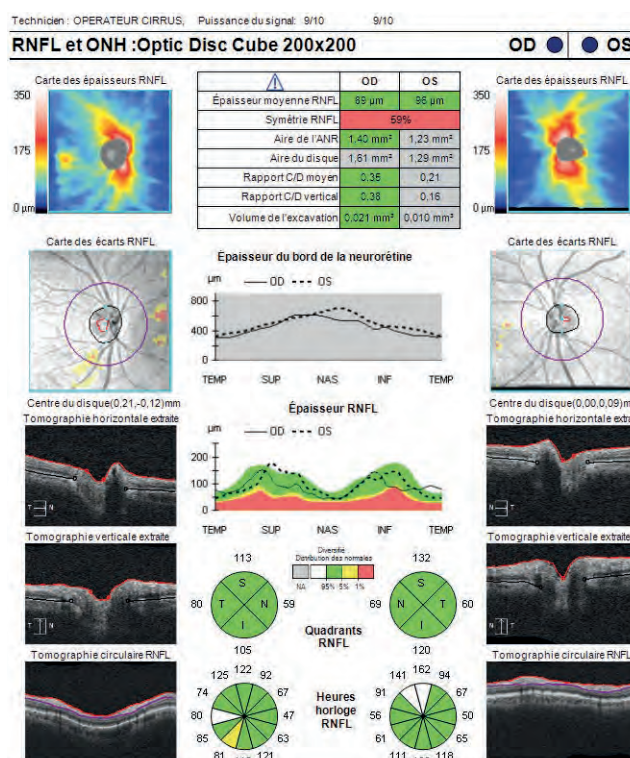 Technicien : OPERATEUR CIRRUS, Puissance du signal: 9/10 9/10
RNFL et ONH :Optic Disc Cube 200x200 OD OS
Carte des épaisseurs RNFL
350
175
0 µm
OD OS
Épaisseur moyenne RNFL 89 µm 96 µm
Symétrie RNFL 59%
Aire de l'ANR 1,40 mm² 1,23 mm²
Aire du disque 1,61 mm² 1,29 mm²
Rapport C/D moyen 0,35 0,21
Rapport C/D vertical 0,36 0,16
Volume de l'excavation 0,021 mm³ 0,010 mm³
Carte des épaisseurs RNFL
350
175
0 µm
Carte des écarts RNFL
Centre du disque(0,21,-0,12)mm
Épaisseur du bord de la neurorétine
µm OD OS
800
400
0
TEMP SUP NAS INF TEMP
Carte des écarts RNFL
Centre du disque(0,00,0,09)m
Tomographie horizontale extraite
Épaisseur RNFL
µm OD OS
200
100
0
TEMP SUP NAS INF TEMP
Tomographie horizontale extrait
T N
T N
Tomographie verticale extraite
Diversifié
Distribution des normales
NA 95% 5% 1%
Tomographie verticale extraite
T N
T N
113
80 S T N I 59
105
Quadrants
RNFL
132
69 S N T I 60
120
Tomographie circulaire RNFL
125 122 92
74 67
80 47
85 63
81 121
Heures
horloge
RNFL
141 162 94
91 67
56 50
61 65
111 118
Tomographie circulaire RNFL